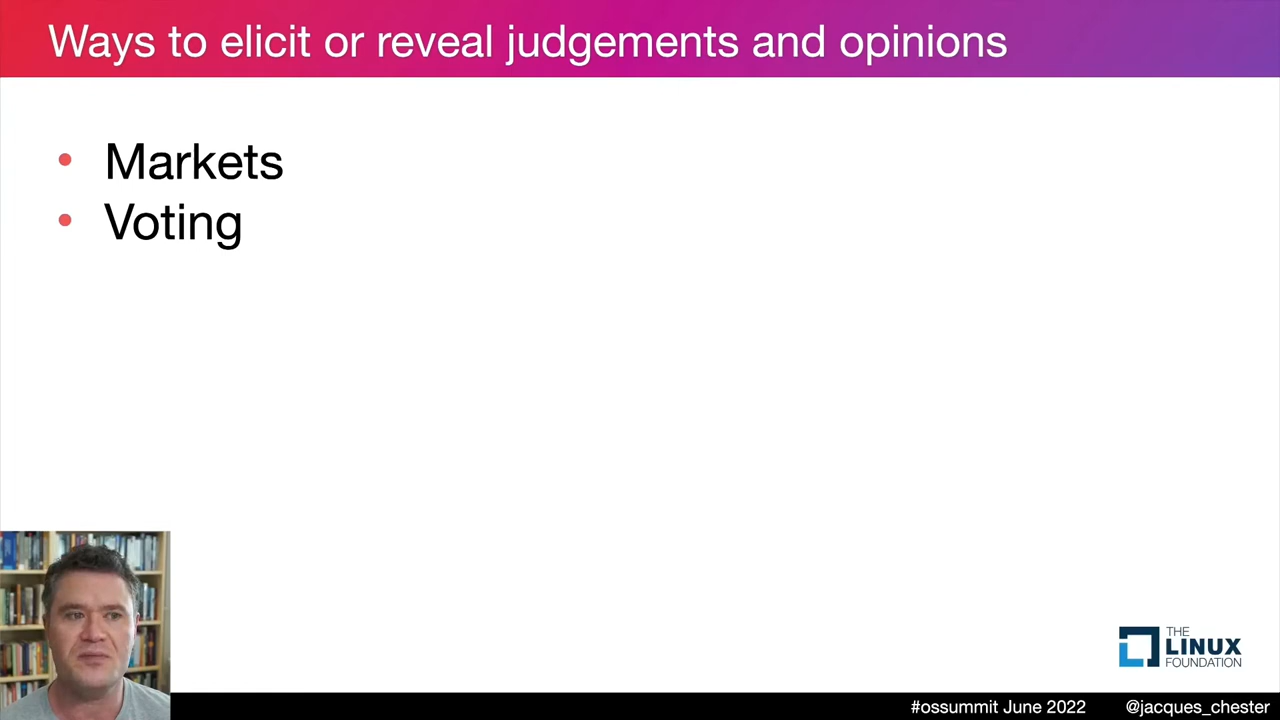 Ways to elicit or reveal judgements and opinions
• Markets
• Voting
THE
LINUX
FOUNDATION
#ossummit June 2022 @jacques_chester